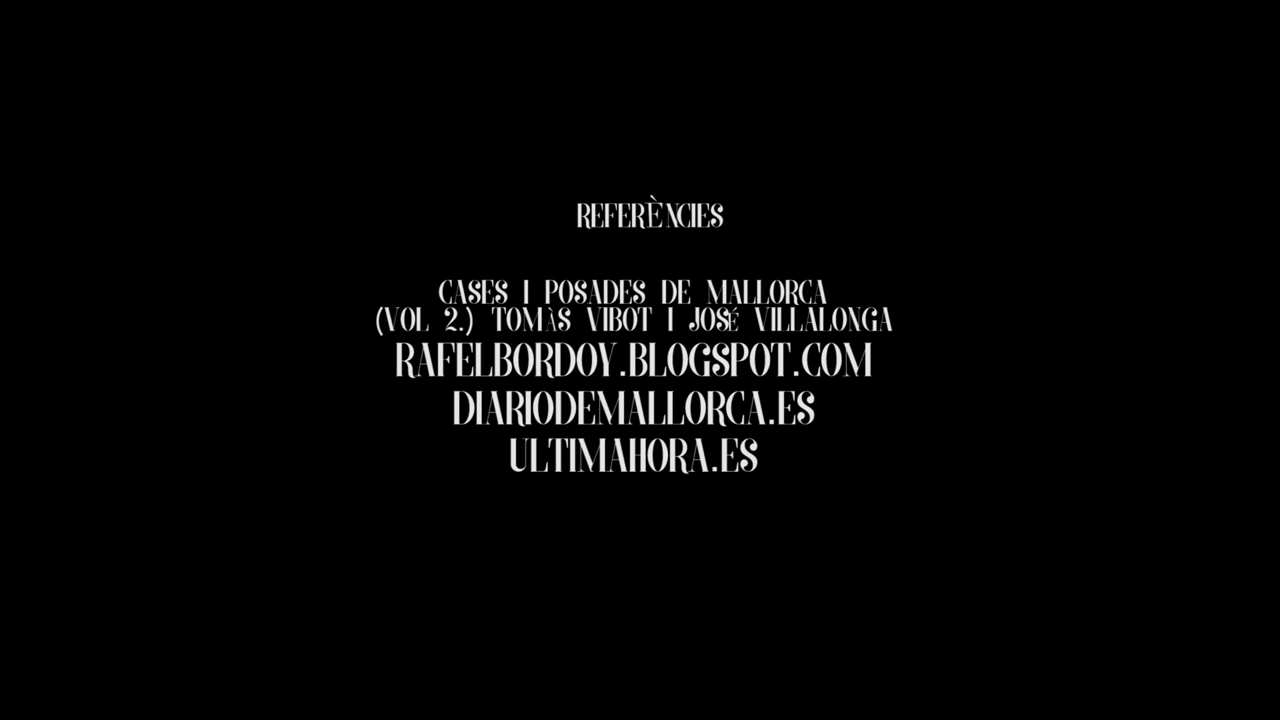 REFERÈNCIES
CASES I POSADES DE MALLORCA
(VOL 2.) TOMÀS VIBOT I JOSÉ VILLALONGA
RAFELBORDOY.BLOGSPOT.COM
DIARIODEMALLORCA.ES
ULTIMAHORA.ES